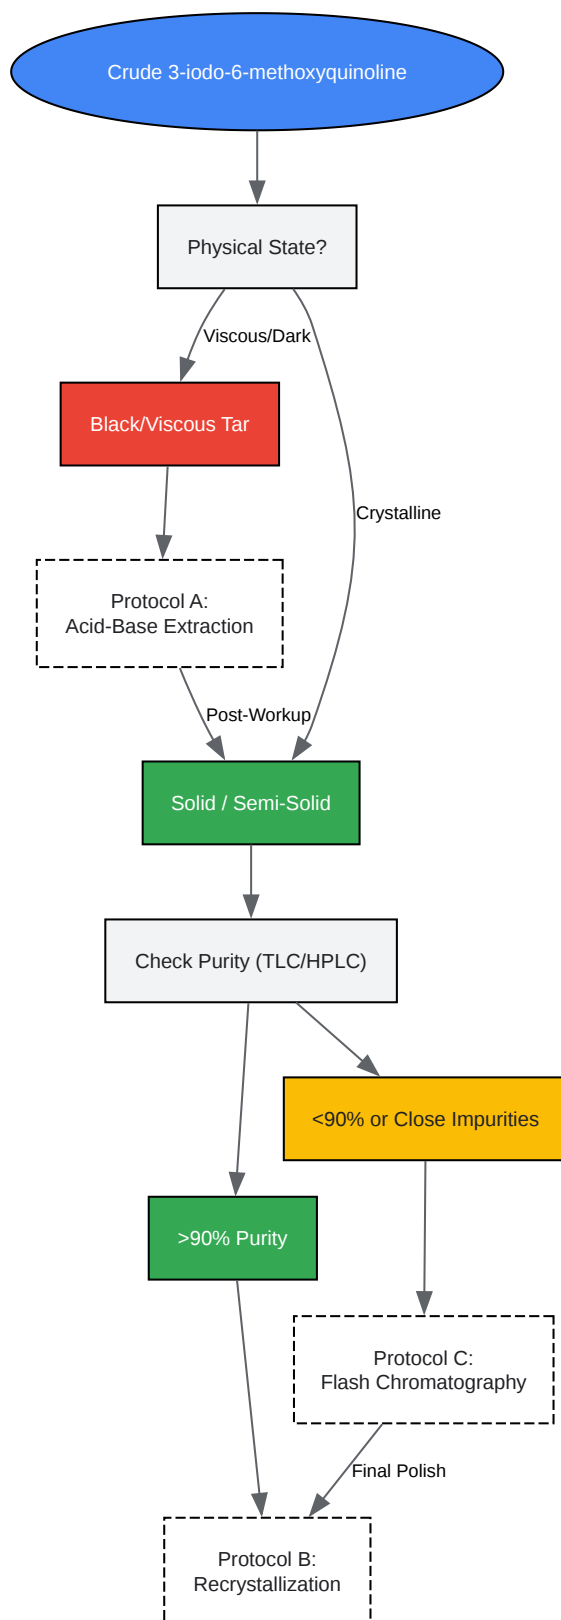 Crude 3-iodo-6-methoxyquinoline
Physical State?
Viscous/Dark
Black/Viscous Tar
Crystalline
Protocol A:
Acid-Base Extraction
Post-Workup
Solid / Semi-Solid
Check Purity (TLC/HPLC)
<90% or Close Impurities
>90% Purity
Protocol C:
Flash Chromatography
Final Polish
Protocol B:
Recrystallization